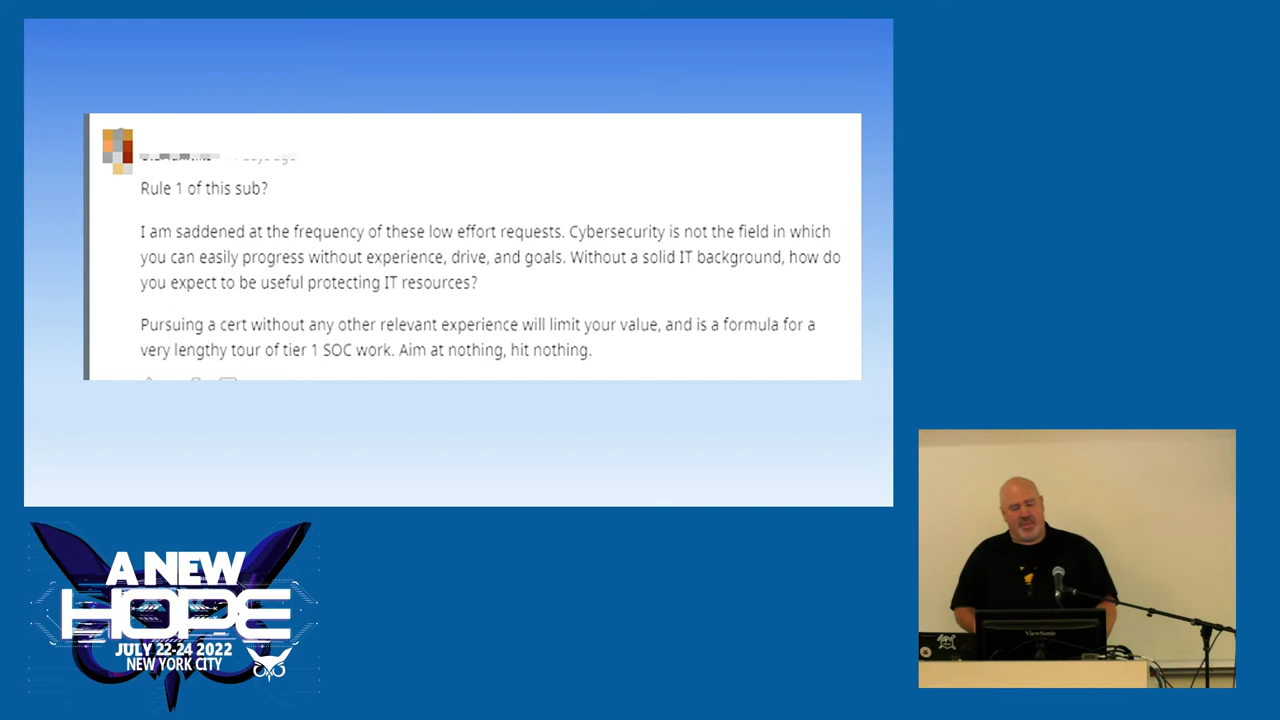 Rule 1 of this sub?
I am saddened at the frequency of these low effort requests. Cybersecurity is not the field in which
you can easily progress without experience, drive, and goals. Without a solid IT background, how do
you expect to be useful protecting IT resources?
Pursuing a cert without any other relevant experience will limit your value, and is a formula for a
very lengthy tour of tier 1 SOC work. Aim at nothing, hit nothing.
A NEW
HOPE
JULY 22-24 2022
NEW YORK CITY
ViewSonic